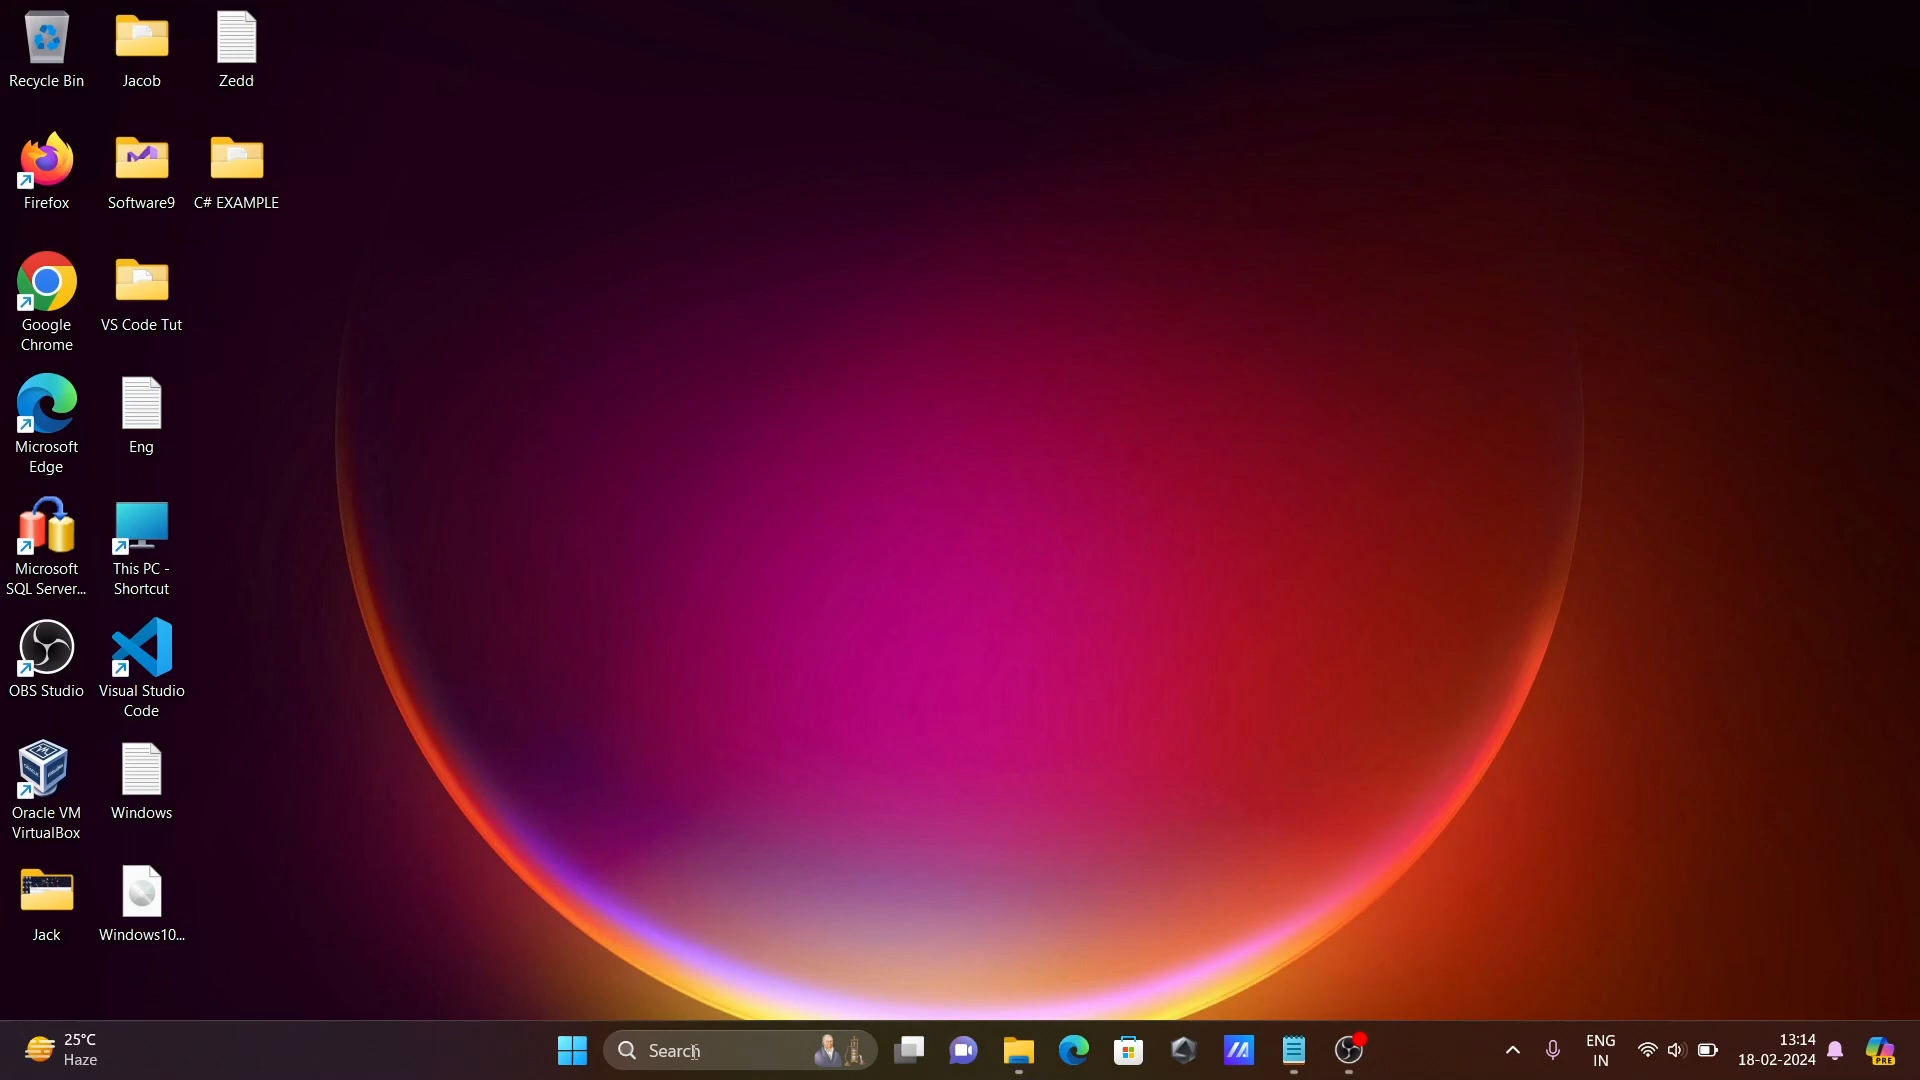 Recycle Bin
Jacob
Zedd
Firefox
Software9
C# EXAMPLE
Google
Chrome
VS Code Tut
Microsoft
Edge
Eng
Microsoft
SQL Server...
This PC -
Shortcut
OBS Studio
Visual Studio
Code
Oracle VM
VirtualBox
Windows
Jack
Windows10...
25°C
Haze
Search
ENG
IN
13:14
18-02-2024
PRE